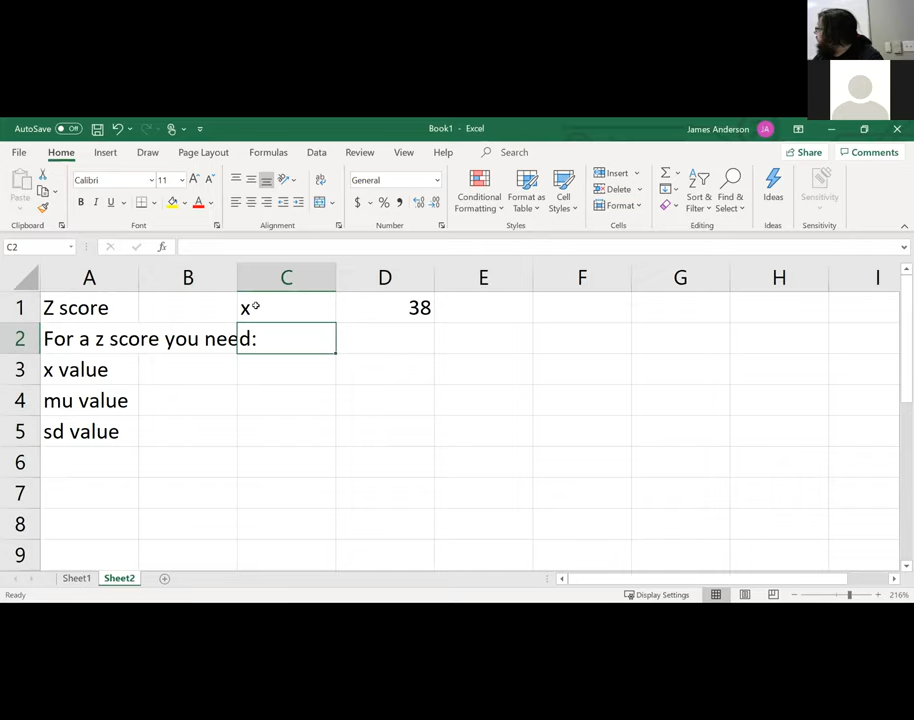 AutoSave Off
Book1 - Excel
James Anderson JA
File Home Insert Draw Page Layout Formulas Data Review View Help Search Share Comments
Paste
Clipboard
Calibri 11
B I U
Font
Alignment
General
$ % ,
Number
Conditional Formatting
Format as Table
Cell Styles
Styles
Insert
Delete
Format
Cells
Sort & Filter
Find & Select
Editing
Ideas
Ideas
Sensitivity
Sensitivity
C2 fx
A B C D E F G H I
1 Z score x 38
2 For a z score you need:
3 x value
4 mu value
5 sd value
6
7
8
9
Sheet1 Sheet2
Ready Display Settings 216%